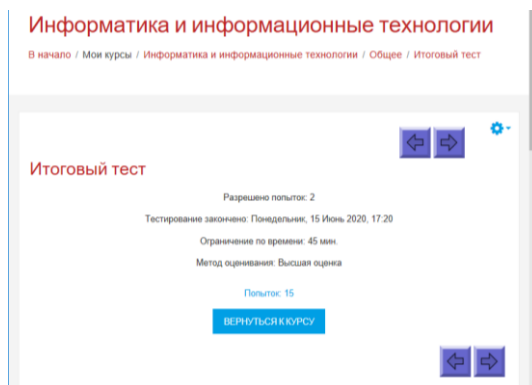 Информатика и информационные технологии
В начало / Мои курсы / Информатика и информационные технологии / Общее / Итоговый тест
Итоговый тест
Разрешено попыток: 2
Тестирование закончено: Понедельник, 15 Июнь 2020, 17:20
Ограничение по времени: 45 мин.
Метод оценивания: Высшая оценка
Попыток: 15
ВЕРНУТЬСЯ К КУРСУ